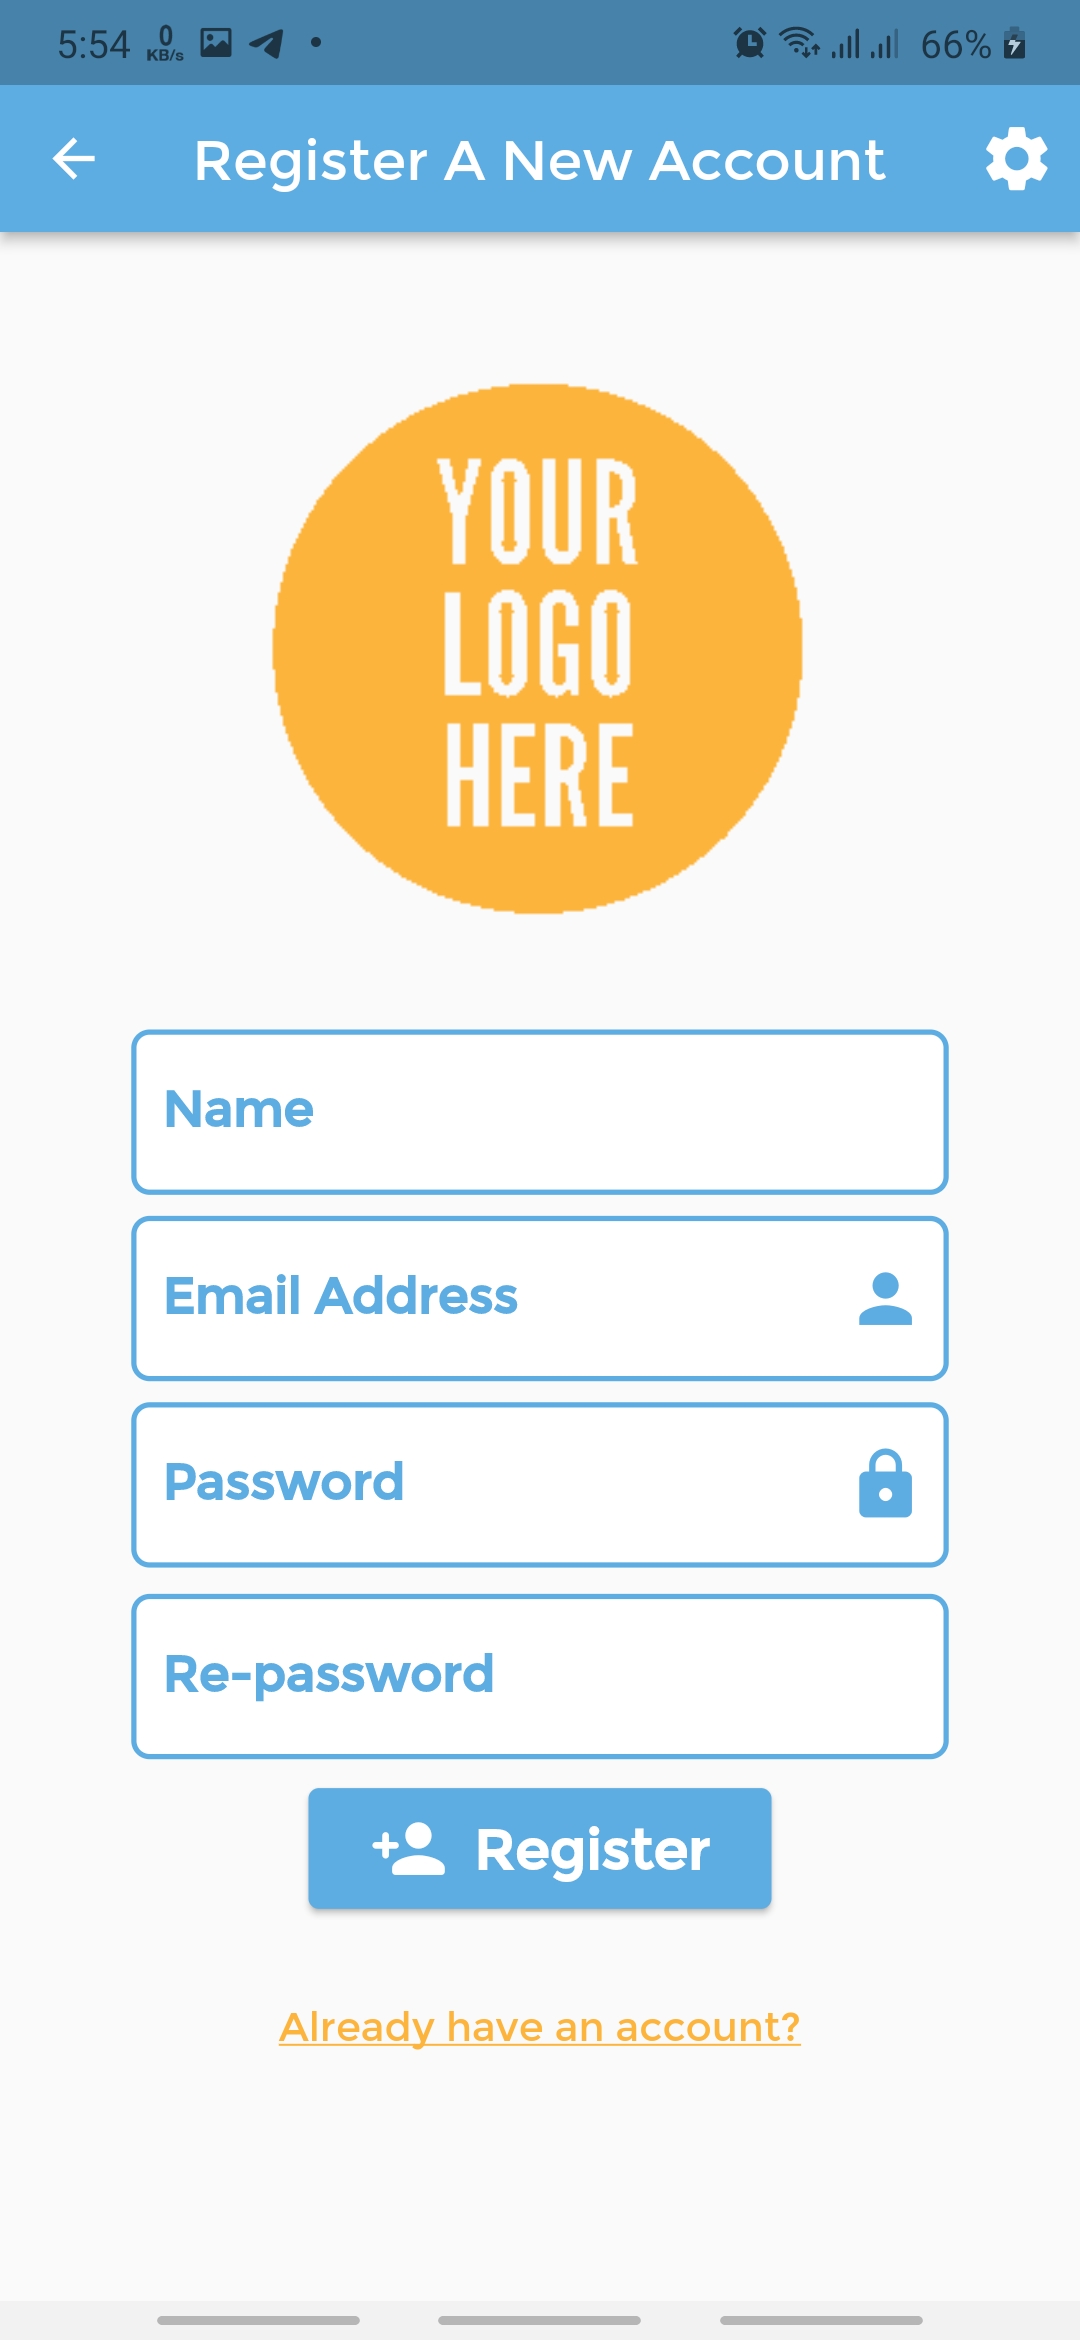 5:54 0 KB/s 66%
Register A New Account
YOUR
LOGO
HERE
Name
Email Address
Password
Re-password
Register
Already have an account?